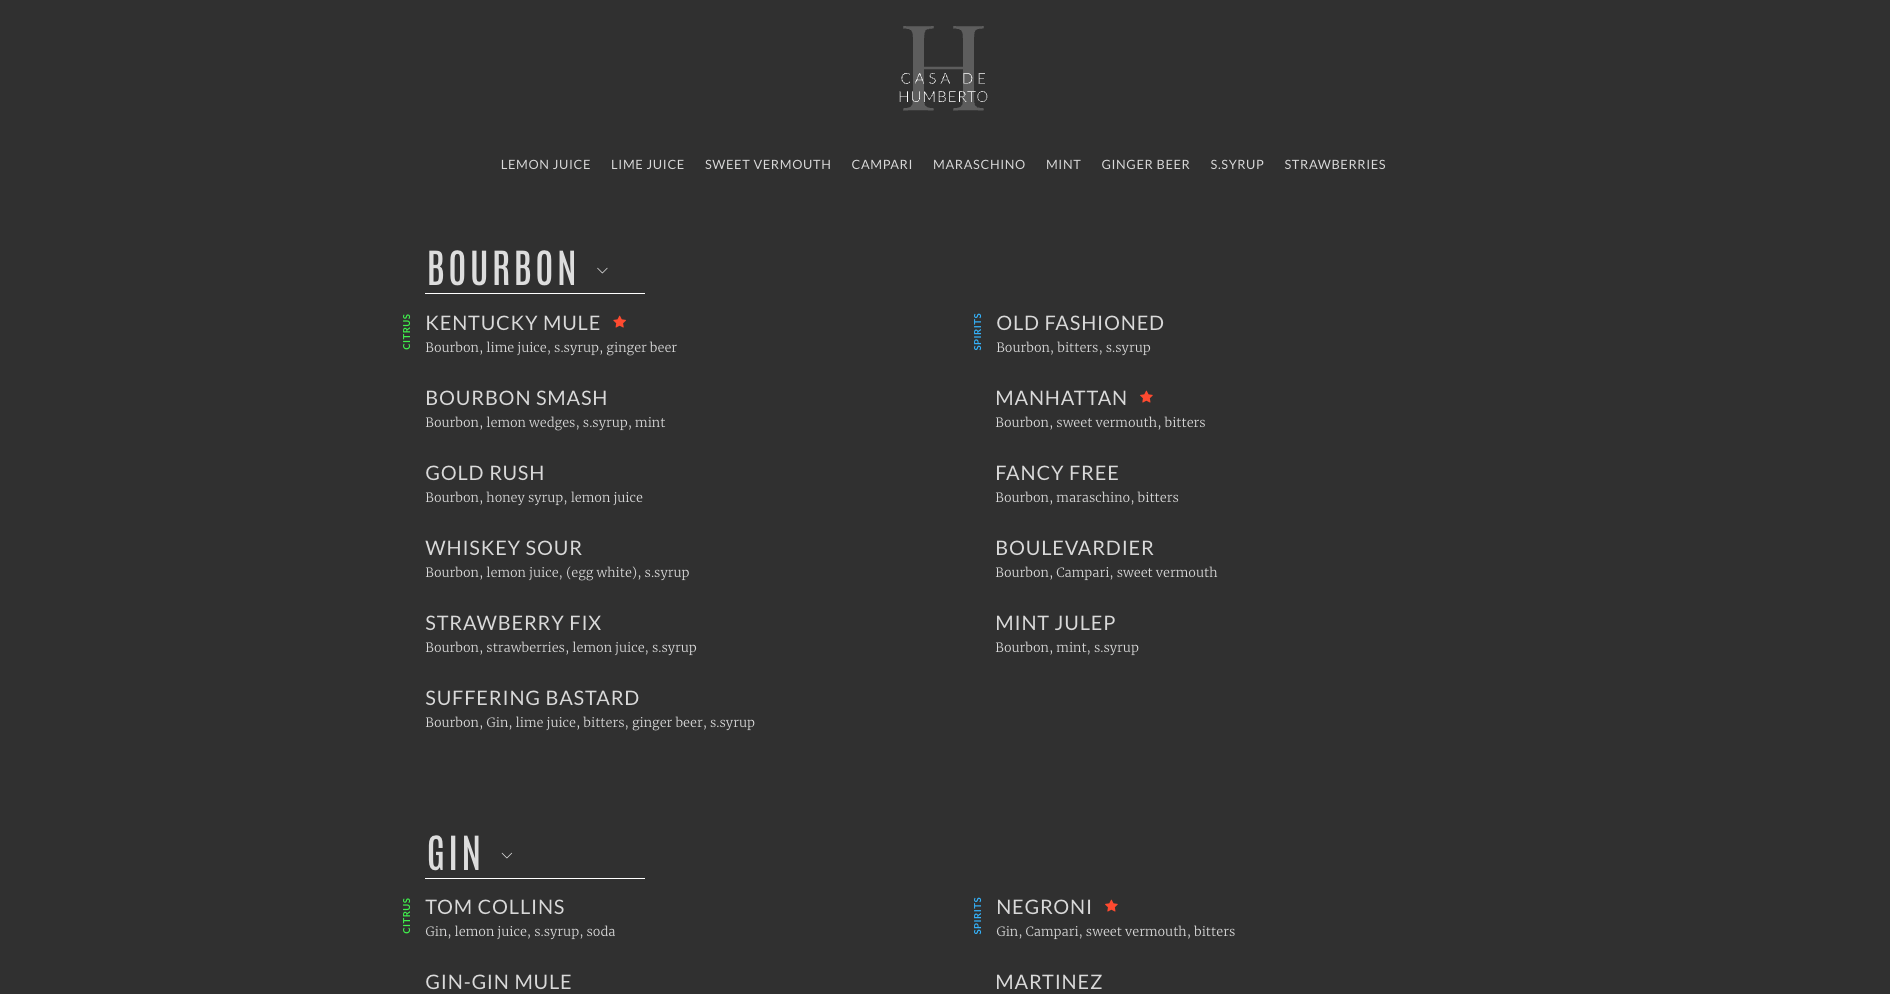 H
CASA DE
HUMBERTO
LEMON JUICE LIME JUICE SWEET VERMOUTH CAMPARI MARASCHINO MINT GINGER BEER S.SYRUP STRAWBERRIES
BOURBON
CITRUS
KENTUCKY MULE
Bourbon, lime juice, s.syrup, ginger beer
BOURBON SMASH
Bourbon, lemon wedges, s.syrup, mint
GOLD RUSH
Bourbon, honey syrup, lemon juice
WHISKEY SOUR
Bourbon, lemon juice, (egg white), s.syrup
STRAWBERRY FIX
Bourbon, strawberries, lemon juice, s.syrup
SUFFERING BASTARD
Bourbon, Gin, lime juice, bitters, ginger beer, s.syrup
SPIRITS
OLD FASHIONED
Bourbon, bitters, s.syrup
MANHATTAN
Bourbon, sweet vermouth, bitters
FANCY FREE
Bourbon, maraschino, bitters
BOULEVARDIER
Bourbon, Campari, sweet vermouth
MINT JULEP
Bourbon, mint, s.syrup
GIN
CITRUS
TOM COLLINS
Gin, lemon juice, s.syrup, soda
GIN-GIN MULE
SPIRITS
NEGRONI
Gin, Campari, sweet vermouth, bitters
MARTINEZ